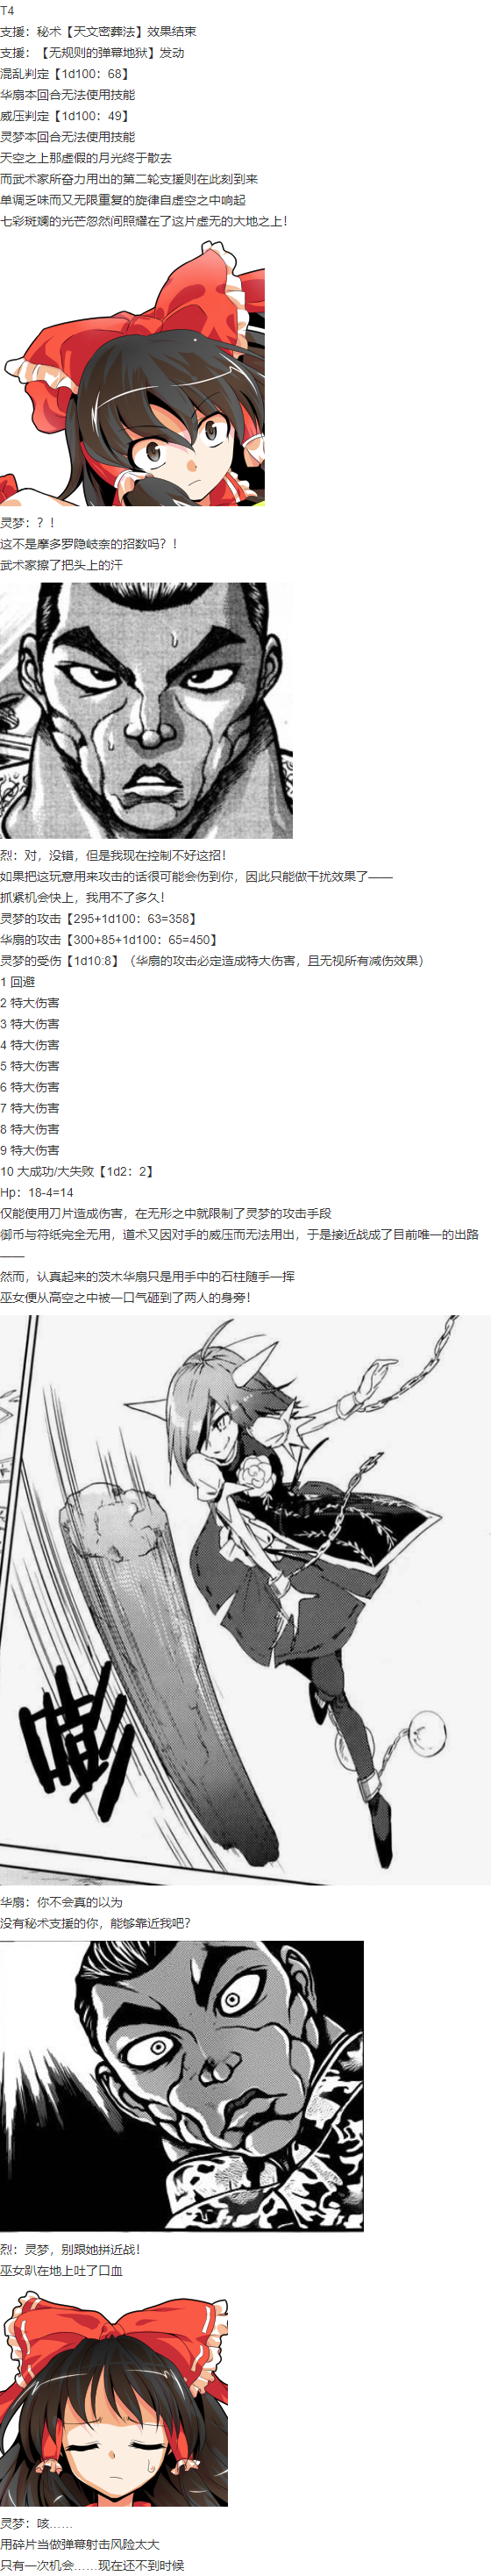 T4
支援：秘术【天文密葬法】效果结束
支援：【无规则的弹幕地狱】发动
混乱判定【1d100：68】
华扇本回合无法使用技能
威压判定【1d100：49】
灵梦本回合无法使用技能
天空之上那虚假的月光终于散去
而武术家所奋力用出的第二轮支援则在此刻到来
单调乏味而又无限重复的旋律自虚空之中响起
七彩斑斓的光芒忽然间照耀在了这片虚无的大地之上！
灵梦：？！
这不是摩多罗隐岐奈的招数吗？！
武术家擦了把头上的汗
烈：对，没错，但是我现在控制不好这招！
如果把这玩意用来攻击的话很可能会伤到你，因此只能做干扰效果了——
抓紧机会快上，我用不了多久！
灵梦的攻击【295+1d100：63=358】
华扇的攻击【300+85+1d100：65=450】
灵梦的受伤【1d10:8】（华扇的攻击必定造成特大伤害，且无视所有减伤效果）
1 回避
2 特大伤害
3 特大伤害
4 特大伤害
5 特大伤害
6 特大伤害
7 特大伤害
8 特大伤害
9 特大伤害
10 大成功/大失败【1d2：2】
Hp：18-4=14
仅能使用刀片造成伤害，在无形之中就限制了灵梦的攻击手段
御币与符纸完全无用，道术又因对手的威压而无法用出，于是接近战成了目前唯一的出路
——
然而，认真起来的茨木华扇只是用手中的石柱随手一挥
巫女便从高空之中被一口气砸到了两人的身旁！
嘭
华扇：你不会真的以为
没有秘术支援的你，能够靠近我吧？
烈：灵梦，别跟她拼近战！
巫女趴在地上吐了口血
灵梦：咳……
用碎片当做弹幕射击风险太大
只有一次机会……现在还不到时候